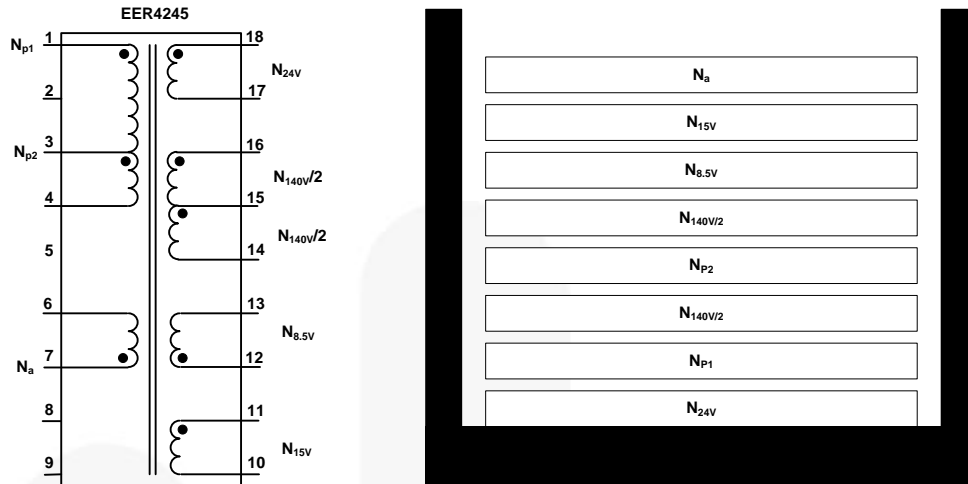 EER4245
Np1 1 18
N24V
2 17
3 16
Np2
N140V/2
4 15
N140V/2
5 14
6 13
N8.5V
7 12
Na
8 11
N15V
9 10
Na
N15V
N8.5V
N140V/2
NP2
N140V/2
NP1
N24V